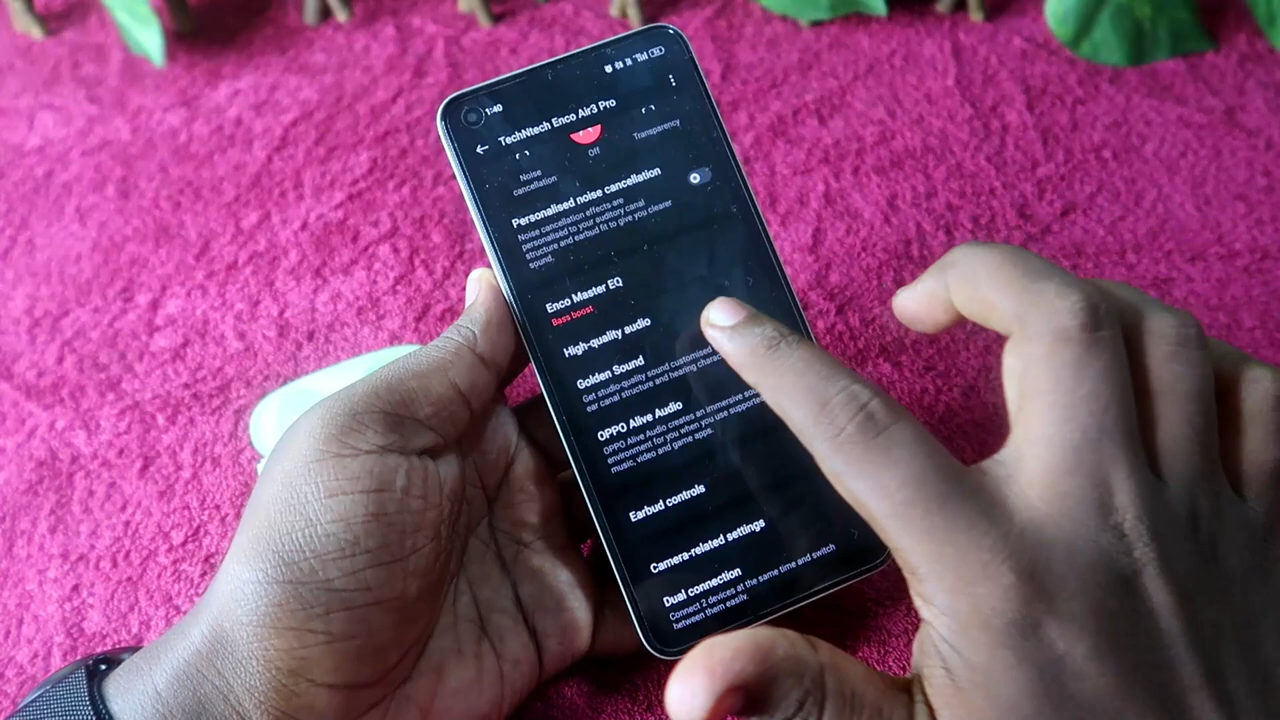 1:40
TechNtech Enco Air3 Pro
Noise
cancellation
Off
Transparency
Personalised noise cancellation
Noise cancellation effects are
personalised to your auditory canal
structure and earbud fit to give you clearer
sound.
Enco Master EQ
Bass boost
High-quality audio
Golden Sound
Get studio-quality sound customised
ear canal structure and hearing
OPPO Alive Audio
OPPO Alive Audio creates an immersive
environment for you when you use supported
music, video and game apps.
Earbud controls
Camera-related settings
Dual connection
Connect 2 devices at the same time and switch
between them easily.